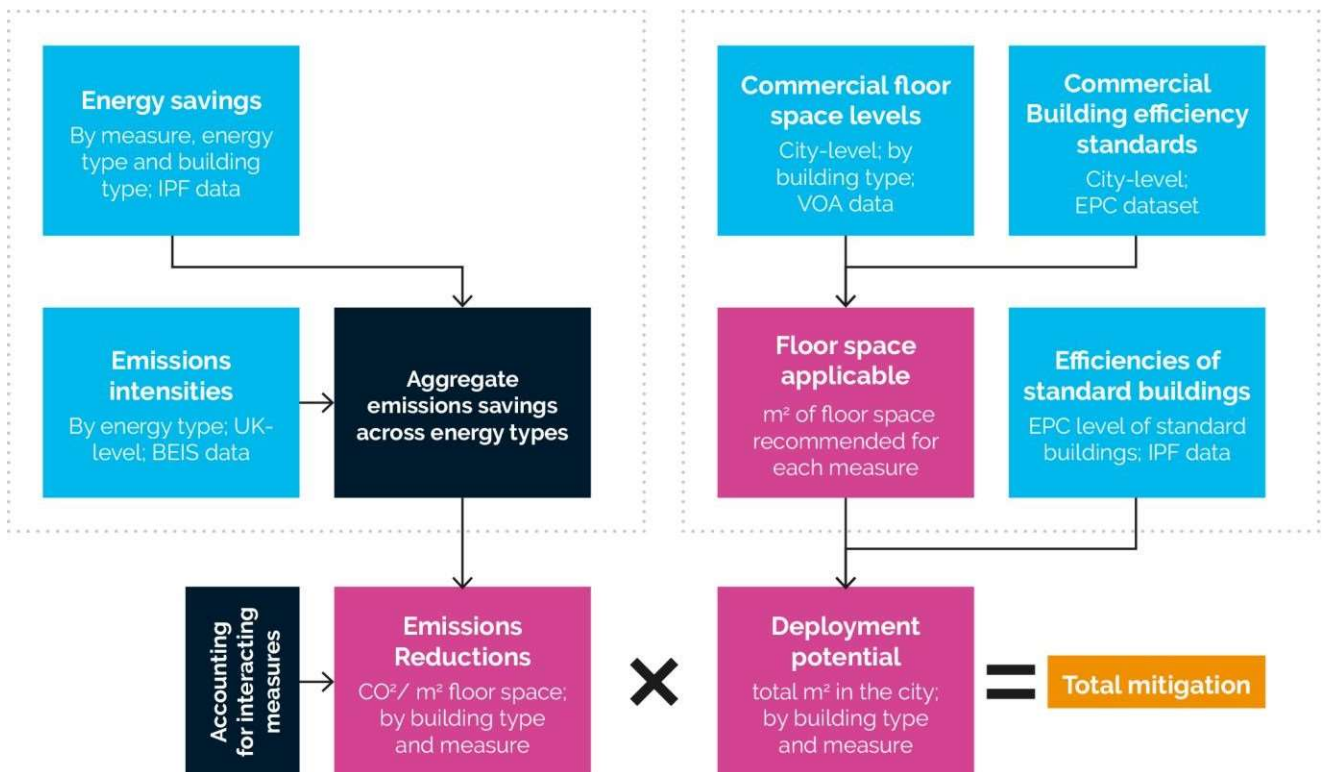 Energy savings
By measure, energy
type and building
type; IPF data
Commercial floor
space levels
City-level; by
building type;
VOA data
Commercial
Building efficiency
standards
City-level;
EPC dataset
Emissions
intensities
By energy type; UK-
level; BEIS data
Aggregate
emissions savings
across energy types
Floor space
applicable
m² of floor space
recommended for
each measure
Efficiencies of
standard buildings
EPC level of standard
buildings; IPF data
Accounting
for interacting
measures
Emissions
Reductions
CO²/ m² floor space;
by building type
and measure
×
Deployment
potential
total m² in the city;
by building type
and measure
=
Total mitigation